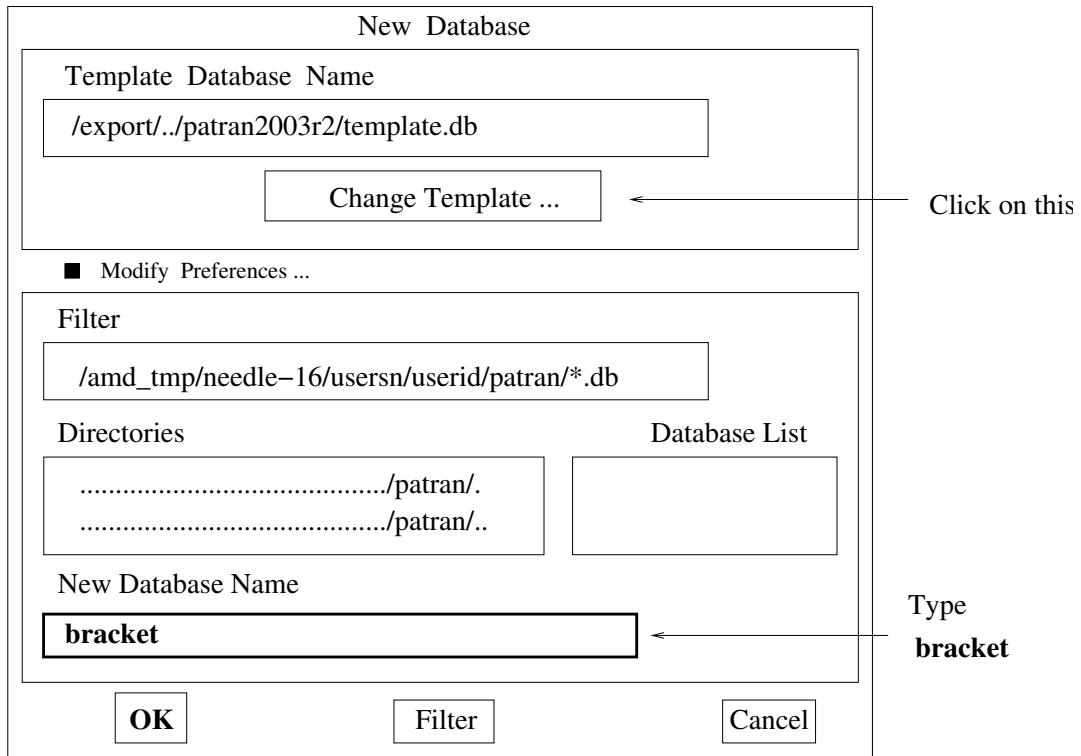 New Database
Template Database Name
/export/../patran2003r2/template.db
Change Template ...
Click on this
Modify Preferences ...
Filter
/amd_tmp/needle−16/usersn/userid/patran/*.db
Directories
Database List
............................................/patran/.
............................................/patran/..
New Database Name
bracket
Type
bracket
OK
Filter
Cancel